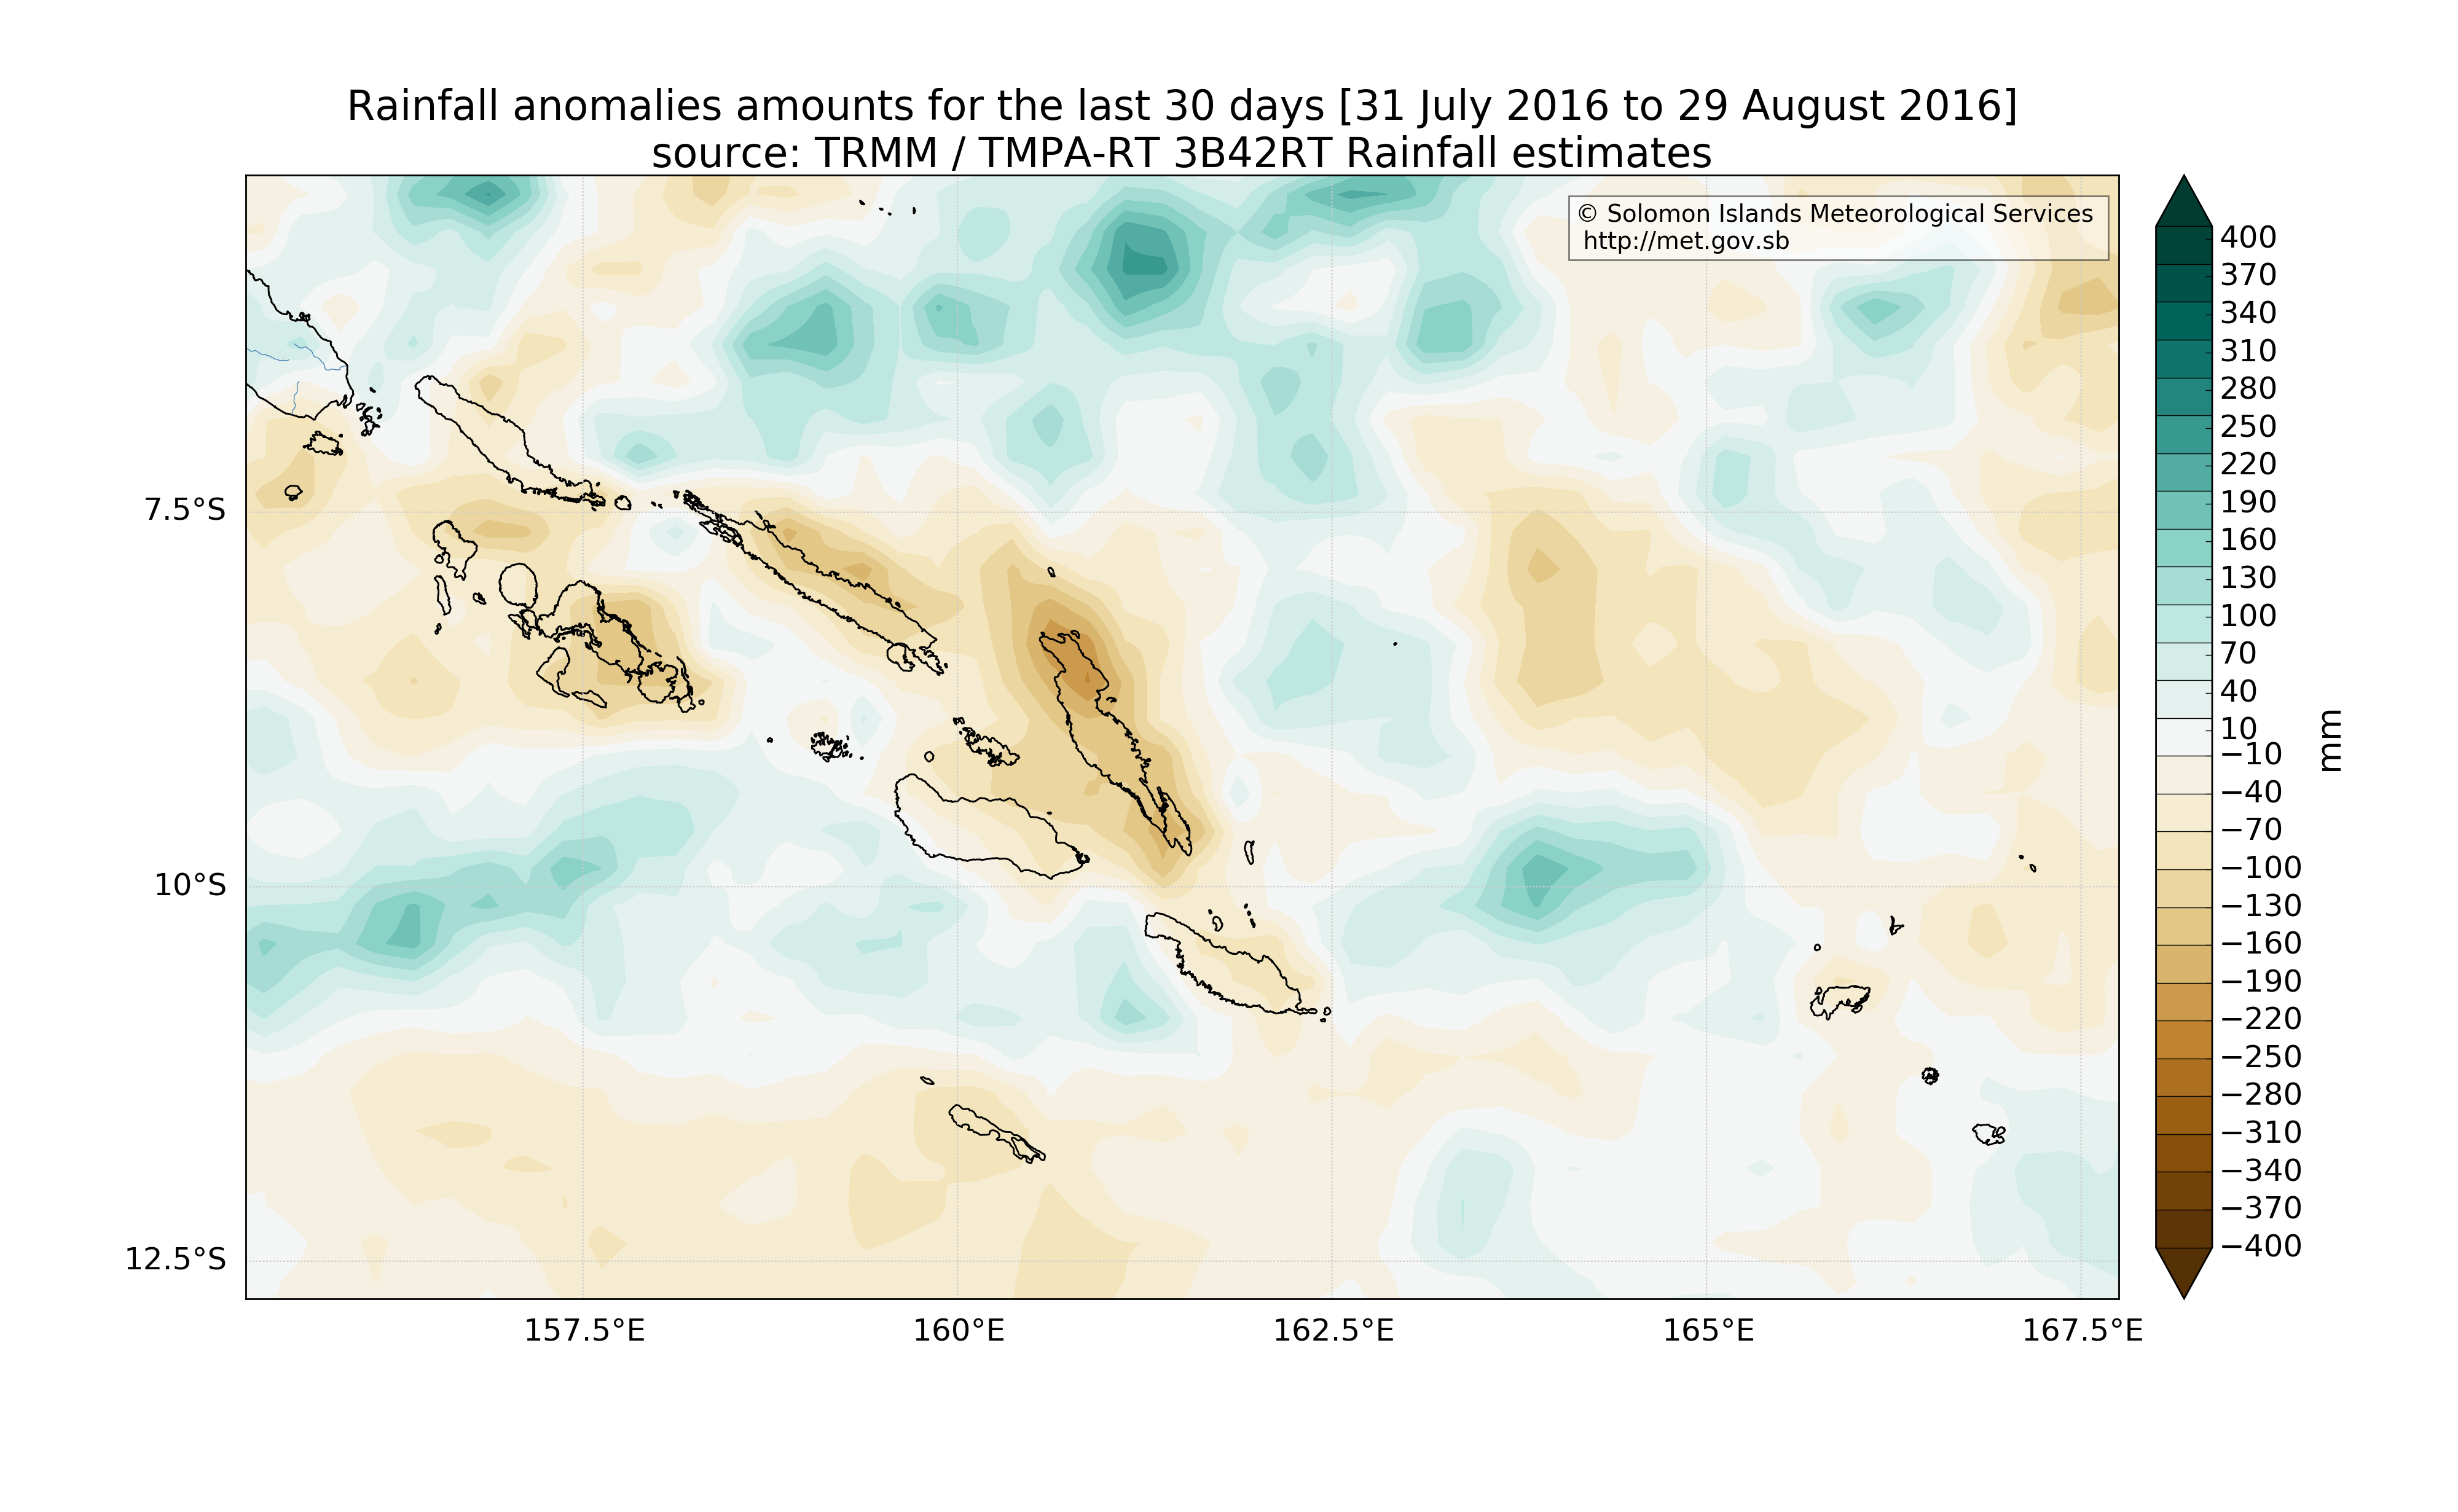 Rainfall anomalies amounts for the last 30 days [31 July 2016 to 29 August 2016]
source: TRMM / TMPA-RT 3B42RT Rainfall estimates
© Solomon Islands Meteorological Services
http://met.gov.sb
7.5°S
10°S
12.5°S
157.5°E
160°E
162.5°E
165°E
167.5°E
400
370
340
310
280
250
220
190
160
130
100
70
40
10
−10
−40
−70
−100
−130
−160
−190
−220
−250
−280
−310
−340
−370
−400
mm